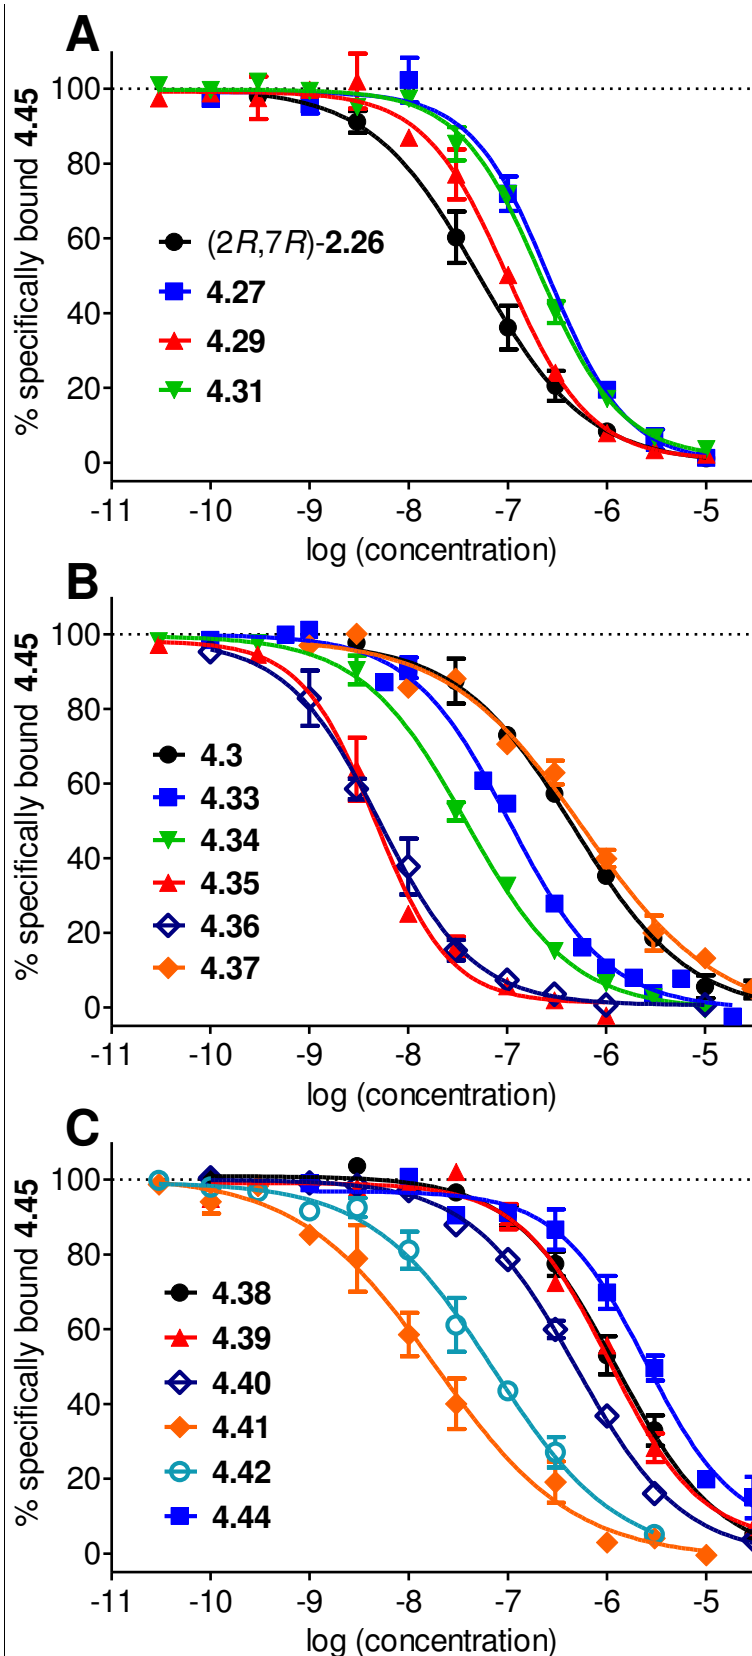 A
% specifically bound 4.45
100
80
60
40
20
0
(2R,7R)-2.26
4.27
4.29
4.31
-11 -10 -9 -8 -7 -6 -5
log (concentration)
B
% specifically bound 4.45
100
80
60
40
20
0
4.3
4.33
4.34
4.35
4.36
4.37
-11 -10 -9 -8 -7 -6 -5
log (concentration)
C
% specifically bound 4.45
100
80
60
40
20
0
4.38
4.39
4.40
4.41
4.42
4.44
-11 -10 -9 -8 -7 -6 -5
log (concentration)